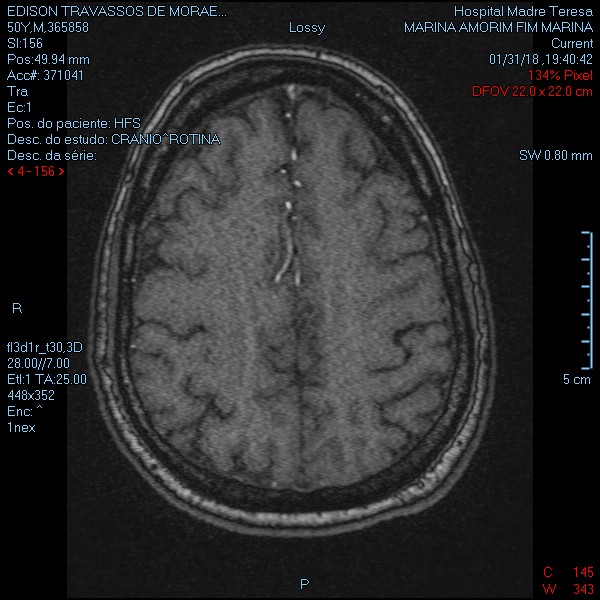 EDISON TRAVASSOS DE MORAE...
50Y,M,365858
SI:156
Pos:49.94 mm
Acc#: 371041
Tra
Ec:1
Pos. do paciente: HFS
Desc. do estudo: CRANIO^ROTINA
Desc. da série:
< 4 - 156 >
Lossy
Hospital Madre Teresa
MARINA AMORIM FIM MARINA
Current
01/31/18 ,19:40:42
134% Pixel
DFOV 22.0 x 22.0 cm
SW 0.80 mm
R
5 cm
fl3d1r_t30,3D
28.00//7.00
Etl:1 TA:25.00
448x352
Enc: ^
1nex
P
C 145
W 343